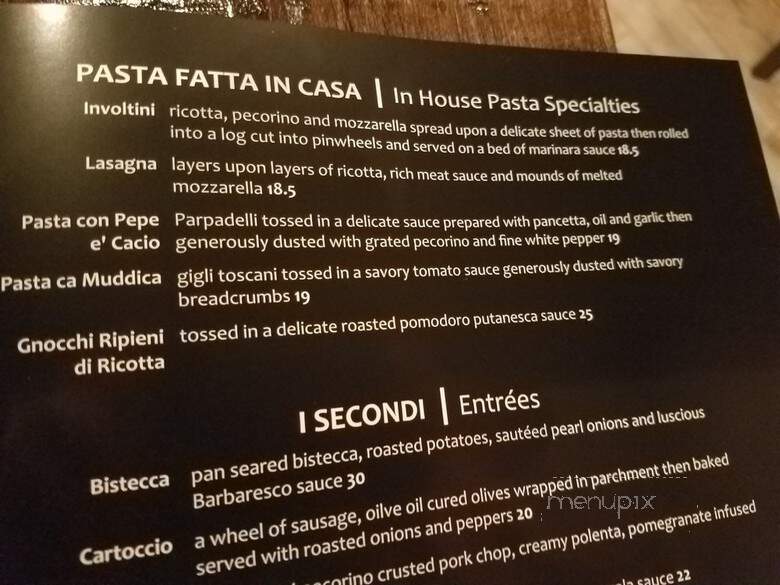 PASTA FATTA IN CASA | In House Pasta Specialties
Involtini ricotta, pecorino and mozzarella spread upon a delicate sheet of pasta then rolled
into a log cut into pinwheels and served on a bed of marinara sauce 18.5
Lasagna layers upon layers of ricotta, rich meat sauce and mounds of melted
mozzarella 18.5
Pasta con Pepe Parpadelli tossed in a delicate sauce prepared with pancetta, oil and garlic then
e' Cacio generously dusted with grated pecorino and fine white pepper 19
Pasta ca Muddica gigli toscani tossed in a savory tomato sauce generously dusted with savory
breadcrumbs 19
Gnocchi Ripieni tossed in a delicate roasted pomodoro putanesca sauce 25
di Ricotta
I SECONDI | Entrées
Bistecca pan seared bistecca, roasted potatoes, sautéed pearl onions and luscious
Barbaresco sauce 30
Cartoccio a wheel of sausage, oilve oil cured olives wrapped in parchment then baked
served with roasted onions and peppers 20
menupix
pecorino crusted pork chop, creamy polenta, pomegranate infused
sauce 22